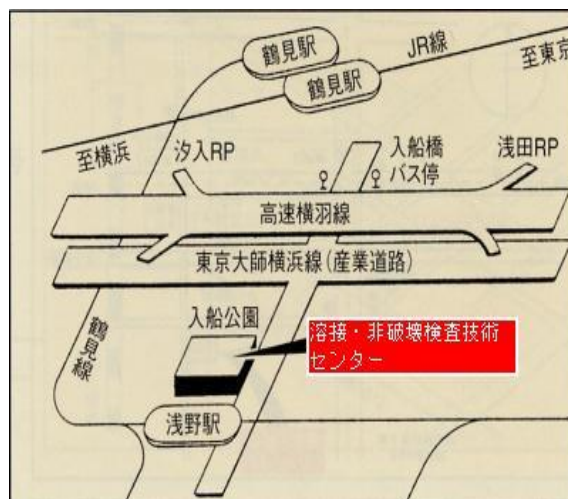 鶴見駅
JR線
至東京
鶴見駅
至横浜
汐入RP
入船橋
バス停
浅田RP
高速横羽線
東京大師横浜線(産業道路)
鶴見線
入船公園
溶接・非破壊検査技術
センター
浅野駅